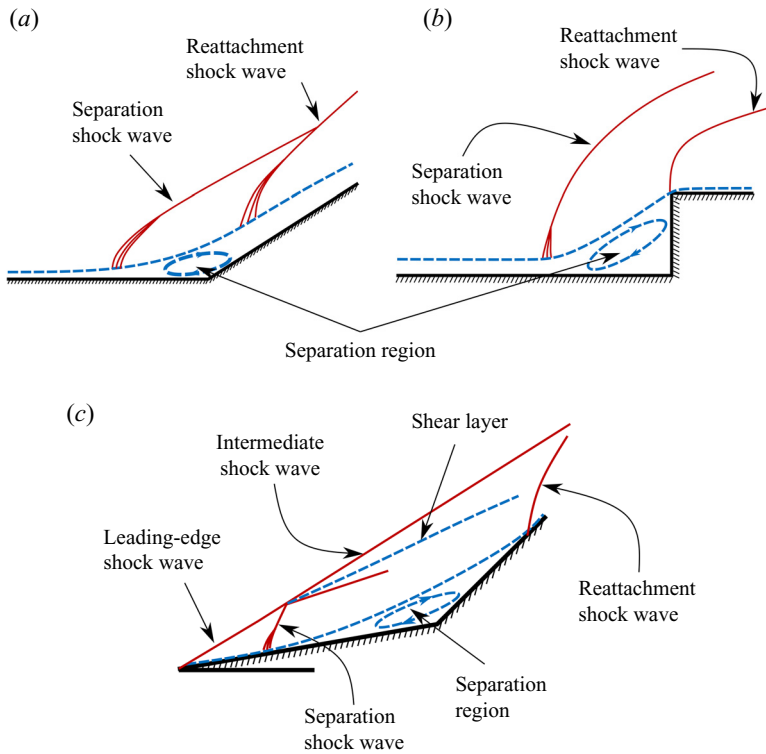 (a)
Reattachment
shock wave
Separation
shock wave
(b)
Reattachment
shock wave
Separation
shock wave
Separation region
(c)
Shear layer
Intermediate
shock wave
Leading-edge
shock wave
Reattachment
shock wave
Separation
shock wave
Separation
region